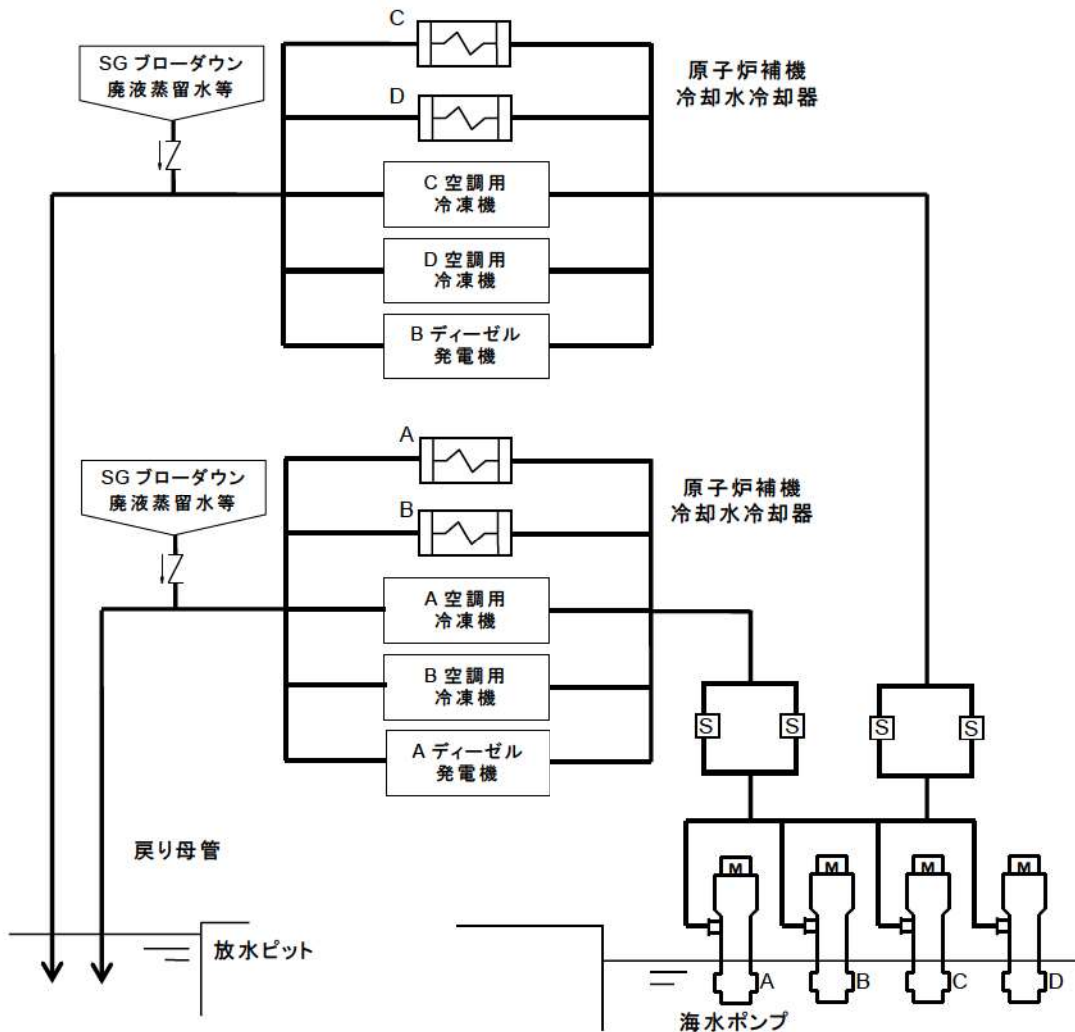 C
SG ブローダウン
廃液蒸留水等
原子炉補機
冷却水冷却器
D
C 空調用
冷凍機
D 空調用
冷凍機
B ディーゼル
発電機
A
SG ブローダウン
廃液蒸留水等
原子炉補機
冷却水冷却器
B
A 空調用
冷凍機
B 空調用
冷凍機
A ディーゼル
発電機
S
S
S
S
戻り母管
M
M
M
M
放水ピット
A
B
C
D
海水ポンプ